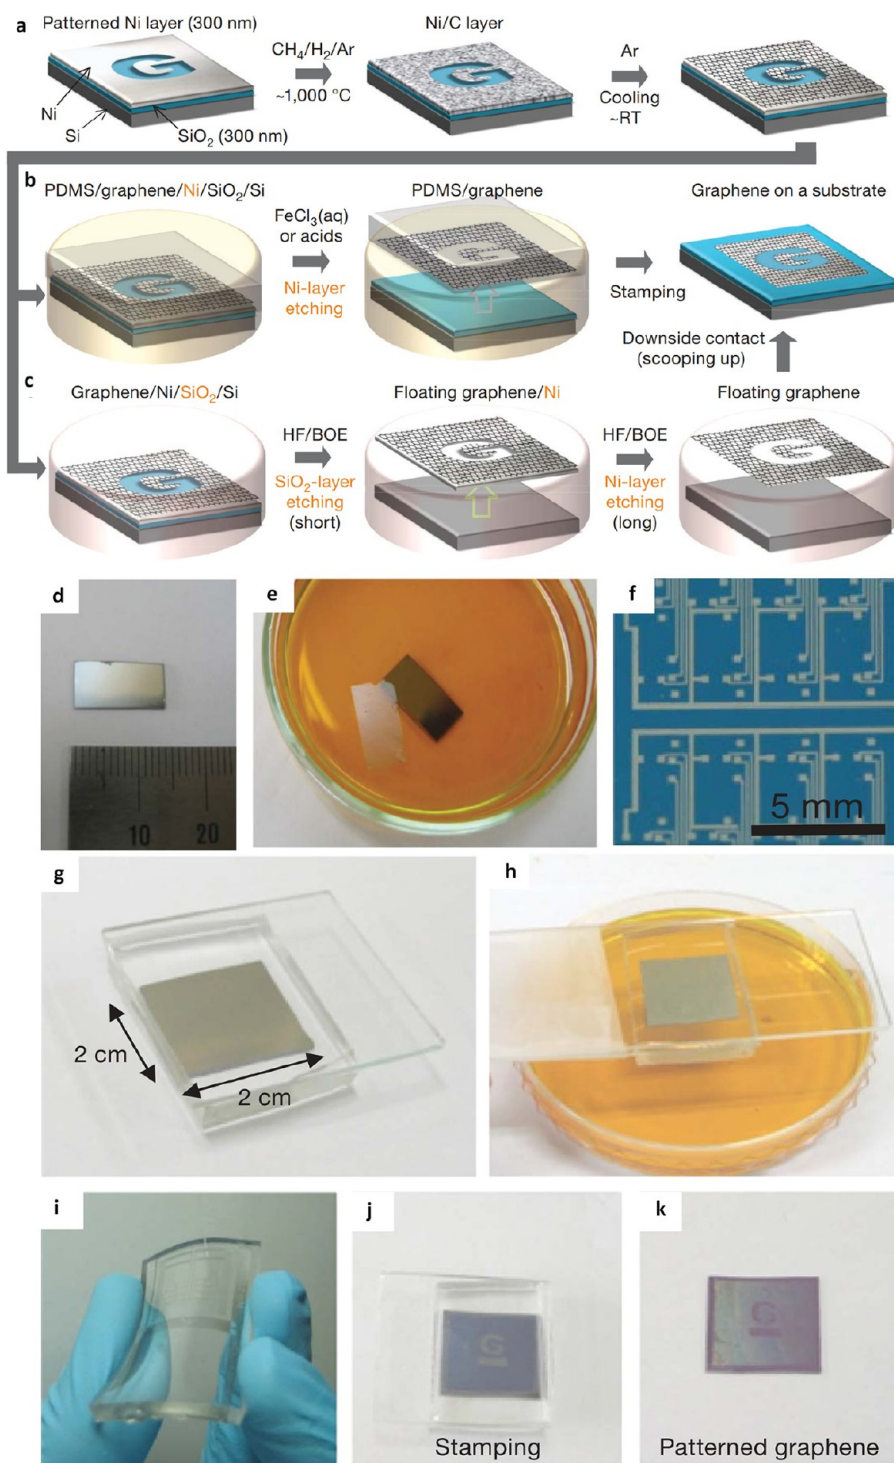 a
Patterned Ni layer (300 nm)
Ni
Si
SiO₂ (300 nm)
CH₄/H₂/Ar
~1,000 °C
Ni/C layer
Ar
Cooling
~RT
b
PDMS/graphene/Ni/SiO₂/Si
FeCl₃(aq)
or acids
Ni-layer
etching
PDMS/graphene
Stamping
Graphene on a substrate
Downside contact
(scooping up)
c
Graphene/Ni/SiO₂/Si
HF/BOE
SiO₂-layer
etching
(short)
Floating graphene/Ni
HF/BOE
Ni-layer
etching
(long)
Floating graphene
d
10 20
e
f
5 mm
g
2 cm
2 cm
h
i
j
G
Stamping
k
G
Patterned graphene